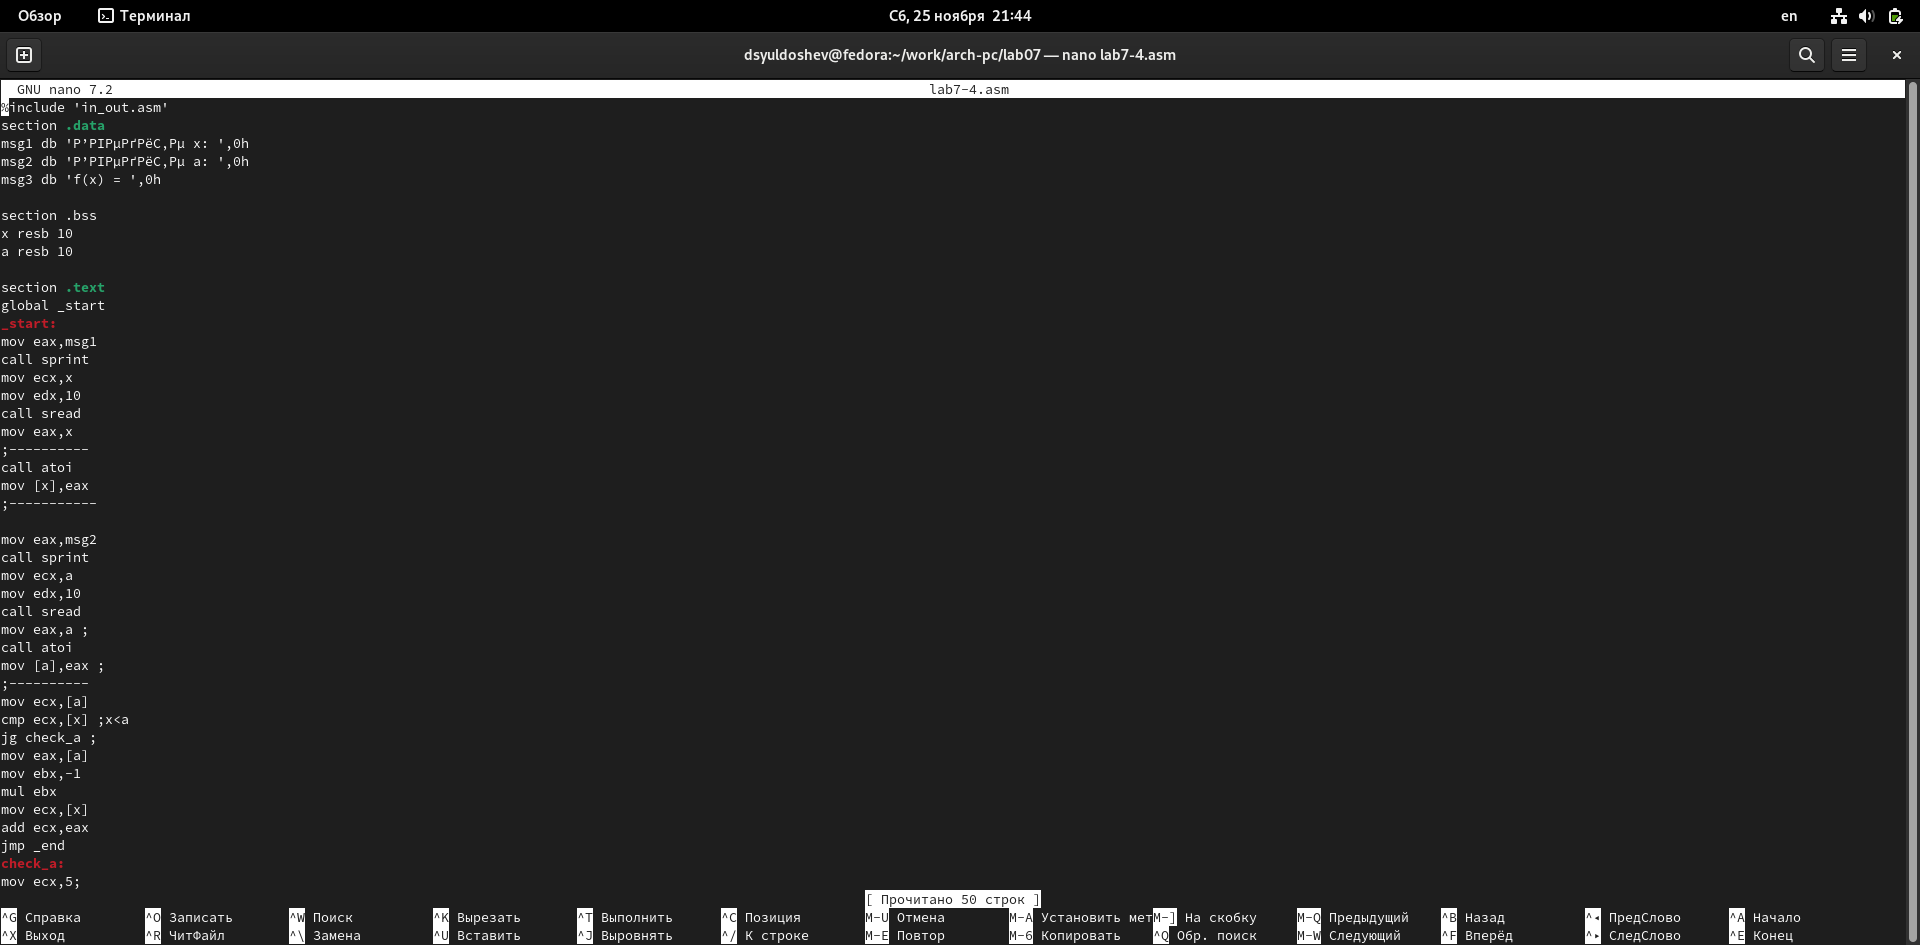 Обзор Терминал Сб, 25 ноября 21:44 en
dsyuldoshev@fedora:~/work/arch-pc/lab07 — nano lab7-4.asm
GNU nano 7.2 lab7-4.asm
%include 'in_out.asm'
section .data
msg1 db 'Р’РІРµРґРёС‚Рµ x: ',0h
msg2 db 'Р’РІРµРґРёС‚Рµ a: ',0h
msg3 db 'f(x) = ',0h
section .bss
x resb 10
a resb 10
section .text
global _start
_start:
mov eax,msg1
call sprint
mov ecx,x
mov edx,10
call sread
mov eax,x
;----------
call atoi
mov [x],eax
;-----------
mov eax,msg2
call sprint
mov ecx,a
mov edx,10
call sread
mov eax,a ;
call atoi
mov [a],eax ;
;----------
mov ecx,[a]
cmp ecx,[x] ;x<a
jg check_a ;
mov eax,[a]
mov ebx,-1
mul ebx
mov ecx,[x]
add ecx,eax
jmp _end
check_a:
mov ecx,5;
[ Прочитано 50 строк ]
^G Справка ^O Записать ^W Поиск ^K Вырезать ^T Выполнить ^C Позиция M-U Отмена M-A Установить мет M-] На скобку M-Q Предыдущий ^B Назад ^◂ ПредСлово ^A Начало
^X Выход ^R ЧитФайл ^\ Замена ^U Вставить ^J Выровнять ^/ К строке M-E Повтор M-6 Копировать ^Q Обр. поиск M-W Следующий ^F Вперёд ^▸ СледСлово ^E Конец